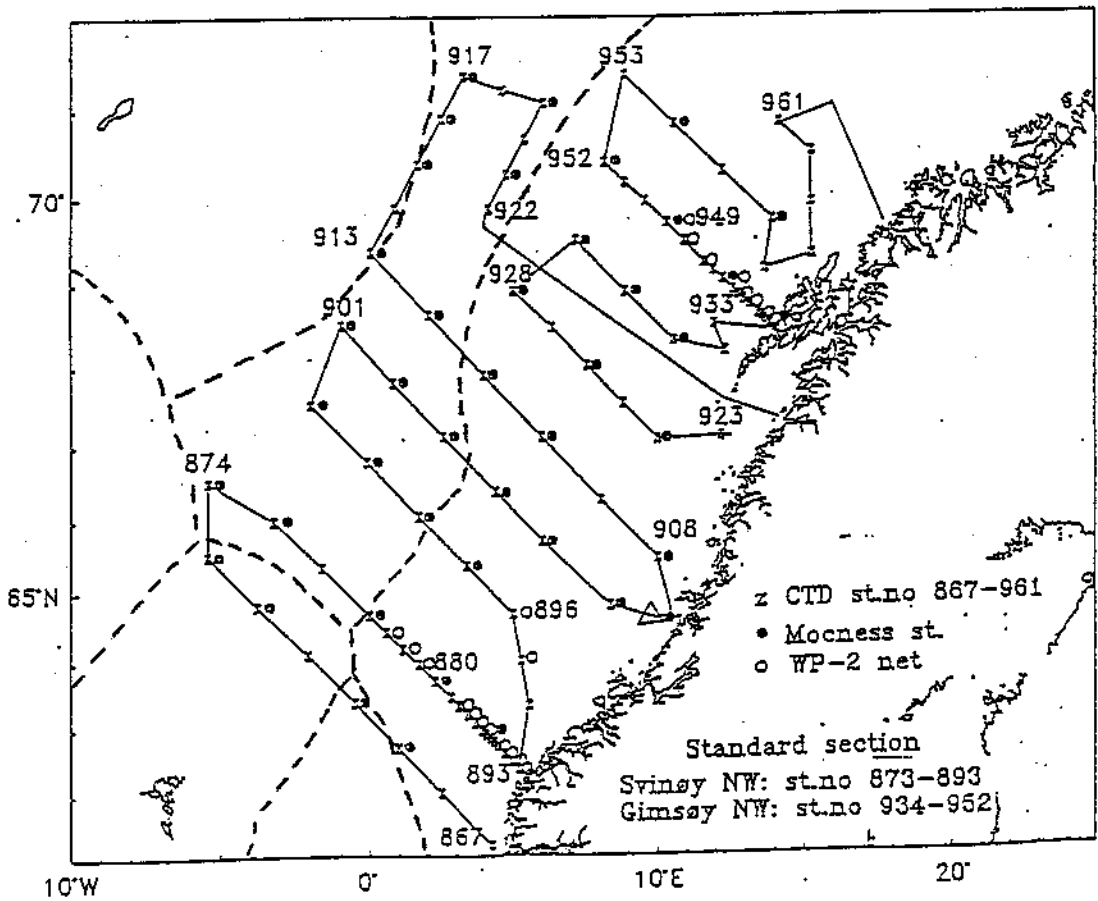 917
953
961
952
70°
922
949
913
928
933
901
923
874
908
65°N
896
z CTD st.no 867-961
• Mocness st.
o WP-2 net
880
Standard section
893
Svinøy NW: st.no 873-893
Gimsøy NW: st.no 934-952
867
10°W
0°
10°E
20°